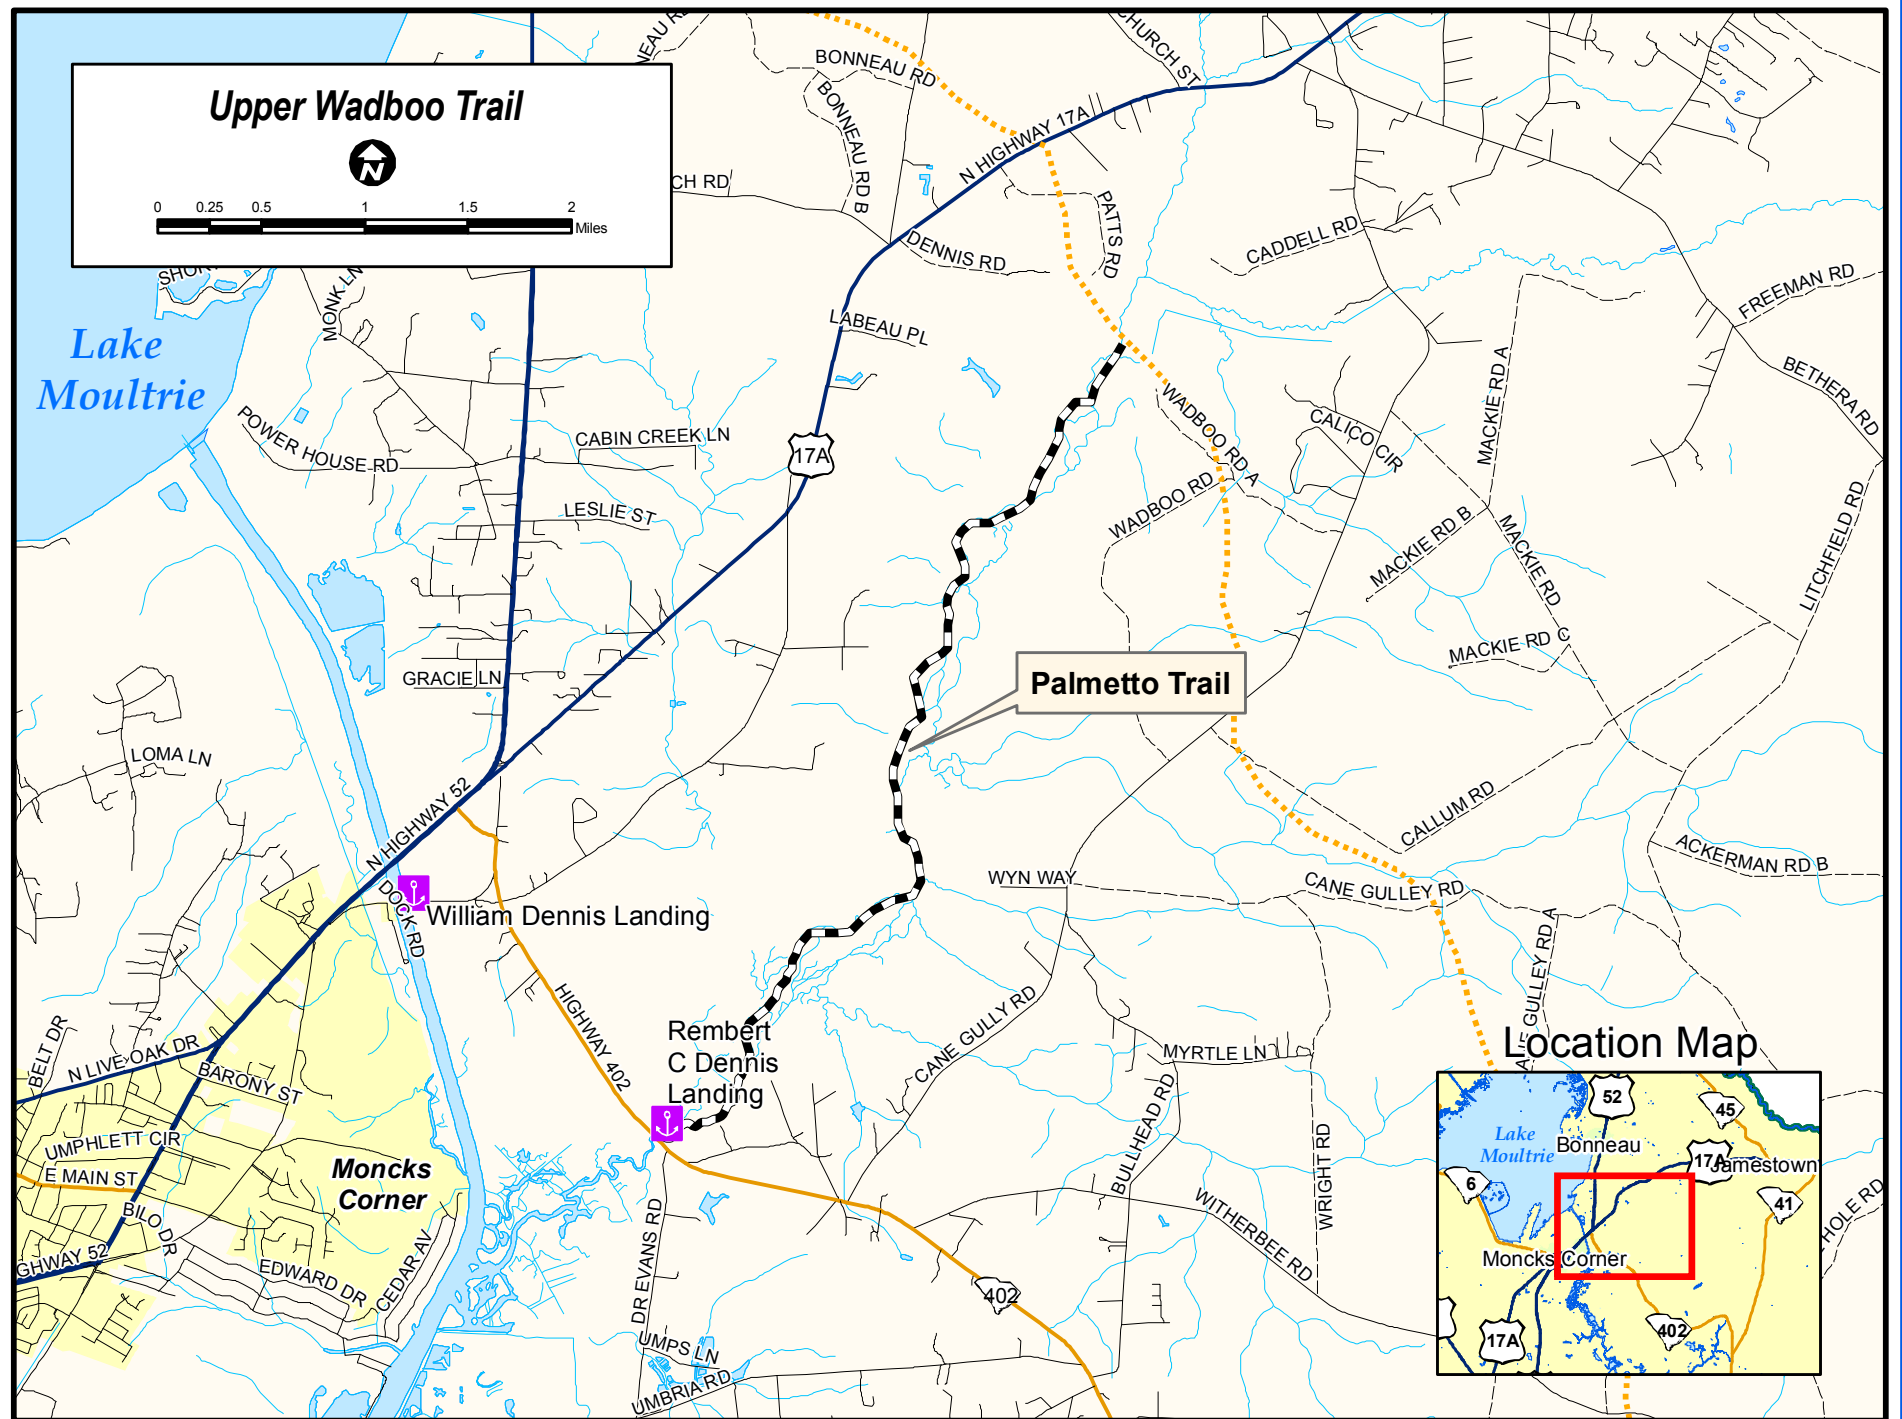 Upper Wadboo Trail
N
0 0.25 0.5 1 1.5 2
Miles
BONNEAU RD
CHURCH ST
BONNEAU RD B
N HIGHWAY 17A
CH RD
PATTS RD
DENNIS RD
CADDELL RD
FREEMAN RD
MONK LN
Lake
Moultrie
LABEAU PL
MACKIE RD A
BETHERA RD
POWER HOUSE RD
CABIN CREEK LN
17A
WADBOO RD A
CALICO CIR
LESLIE ST
WADBOO RD
MACKIE RD B
MACKIE RD
LITCHFIELD RD
MACKIE RD C
GRACIE LN
Palmetto Trail
LOMA LN
N HIGHWAY 52
CALLUM RD
ACKERMAN RD B
WYN WAY
CANE GULLEY RD
DOCK RD
William Dennis Landing
HIGHWAY 402
CANE GULLY RD
GULLEY RD A
BELT DR
N LIVE OAK DR
BARONY ST
Rembert
C Dennis
Landing
MYRTLE LN
BULLHEAD RD
WRIGHT RD
UMPHLETT CIR
E MAIN ST
Moncks
Corner
BILO DR
GHWAY 52
EDWARD DR
CEDAR AV
DR EVANS RD
WITHERBEE RD
402
UMPS LN
UMBRIA RD
HOLE RD
Location Map
52
45
Lake
Moultrie
Bonneau
17A
Jamestown
6
41
Moncks Corner
17A
402